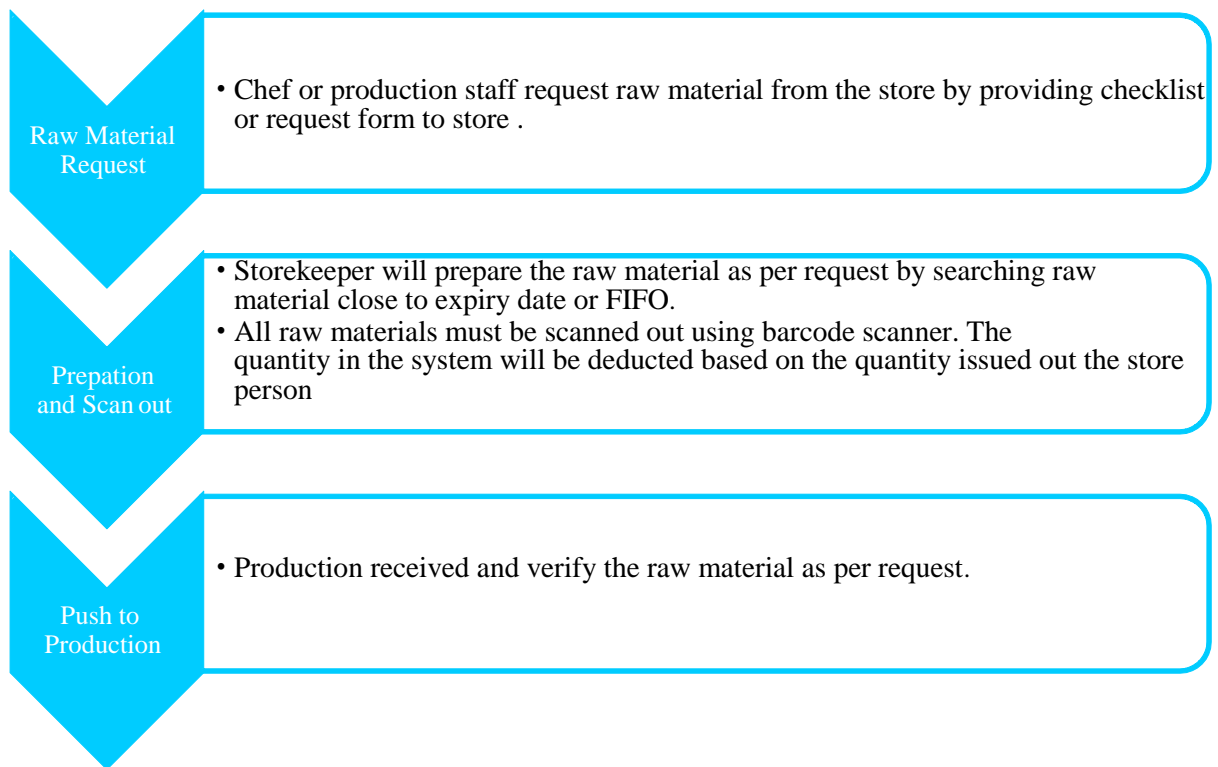 Raw Material
Request
• Chef or production staff request raw material from the store by providing checklist
or request form to store .
Prepation
and Scan out
• Storekeeper will prepare the raw material as per request by searching raw
material close to expiry date or FIFO.
• All raw materials must be scanned out using barcode scanner. The
quantity in the system will be deducted based on the quantity issued out the store
person
Push to
Production
• Production received and verify the raw material as per request.